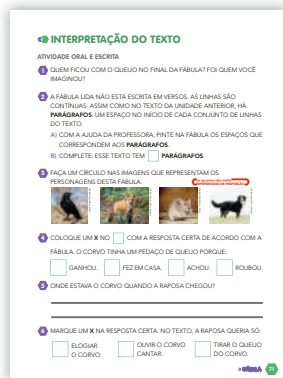 INTERPRETAÇÃO DO TEXTO
ATIVIDADE ORAL E ESCRITA
1 QUEM FICOU COM O QUEIJO NO FINAL DA FÁBULA? FOI QUEM VOCÊ
IMAGINOU?
2 A FÁBULA LIDA NÃO ESTÁ ESCRITA EM VERSOS. AS LINHAS SÃO
CONTÍNUAS. ASSIM COMO NO TEXTO DA UNIDADE ANTERIOR, HÁ
PARÁGRAFOS: UM ESPAÇO NO INÍCIO DE CADA CONJUNTO DE LINHAS
DO TEXTO.
A) COM A AJUDA DA PROFESSORA, PINTE NA FÁBULA OS ESPAÇOS QUE
CORRESPONDEM AOS PARÁGRAFOS.
B) COMPLETE: ESSE TEXTO TEM PARÁGRAFOS.
3 FAÇA UM CÍRCULO NAS IMAGENS QUE REPRESENTAM OS
PERSONAGENS DESTA FÁBULA.
4 COLOQUE UM X NO COM A RESPOSTA CERTA DE ACORDO COM A
FÁBULA. O CORVO TINHA UM PEDAÇO DE QUEIJO PORQUE:
GANHOU. FEZ EM CASA. ACHOU. ROUBOU.
5 ONDE ESTAVA O CORVO QUANDO A RAPOSA CHEGOU?
6 MARQUE UM X NA RESPOSTA CERTA. NO TEXTO, A RAPOSA QUERIA SÓ:
ELOGIAR
O CORVO
OUVIR O CORVO
CANTAR.
TIRAR O QUEIJO
DO CORVO.
FÁBULA 71